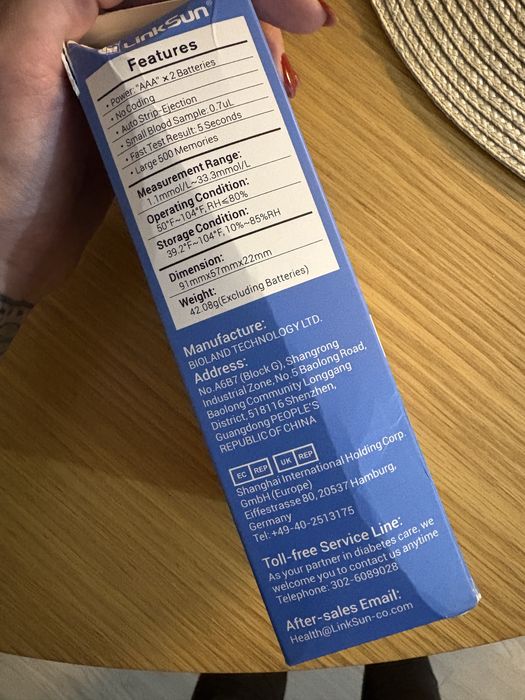 LINKSUN®
Features
• Power: "AAA" x 2 Batteries
• No Coding
• Auto Strip-Ejection
• Small Blood Sample: 0.7uL
• Fast Test Result: 5 Seconds
• Large 500 Memories
Measurement Range:
1.1mmol/L~33.3mmol/L
Operating Condition:
50°F~104°F, RH≤80%
Storage Condition:
39.2°F~104°F, 10%~85%RH
Dimension:
91mmx57mmx22mm
Weight:
42.08g(Excluding Batteries)
Manufacture:
BIOLAND TECHNOLOGY LTD.
Address:
No.A6B7 (Block G), Shangrong
Industrial Zone, No.5 Baolong Road,
Baolong Community Longgang
District, 518116 Shenzhen,
Guangdong PEOPLE'S
REPUBLIC OF CHINA
EC REP UK REP
Shanghai International Holding Corp.
GmbH (Europe)
Eiffestrasse 80, 20537 Hamburg,
Germany
Tel: +49-40-2513175
Toll-free Service Line:
As your partner in diabetes care, we
welcome you to contact us anytime
Telephone: 302-6089028
After-sales Email:
Health@LinkSun-co.com